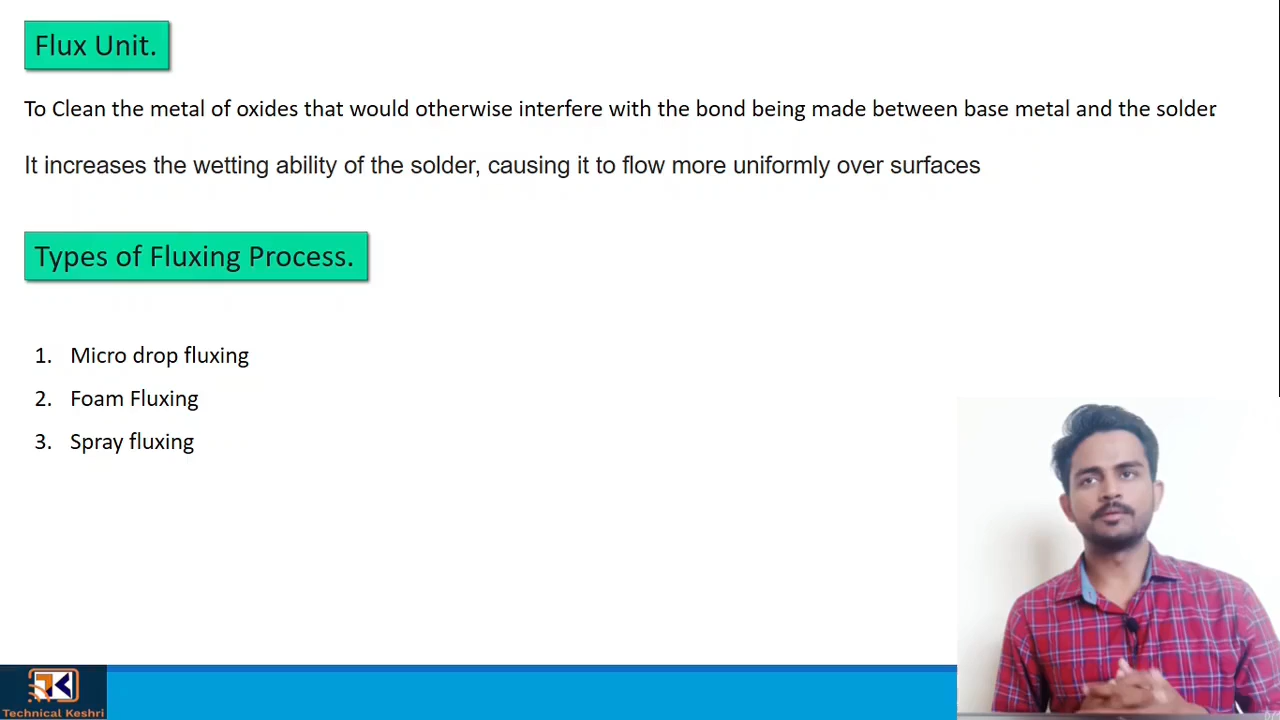 Flux Unit.
To Clean the metal of oxides that would otherwise interfere with the bond being made between base metal and the solder.
It increases the wetting ability of the solder, causing it to flow more uniformly over surfaces
Types of Fluxing Process.
1. Micro drop fluxing
2. Foam Fluxing
3. Spray fluxing
TK
Technical Keshri